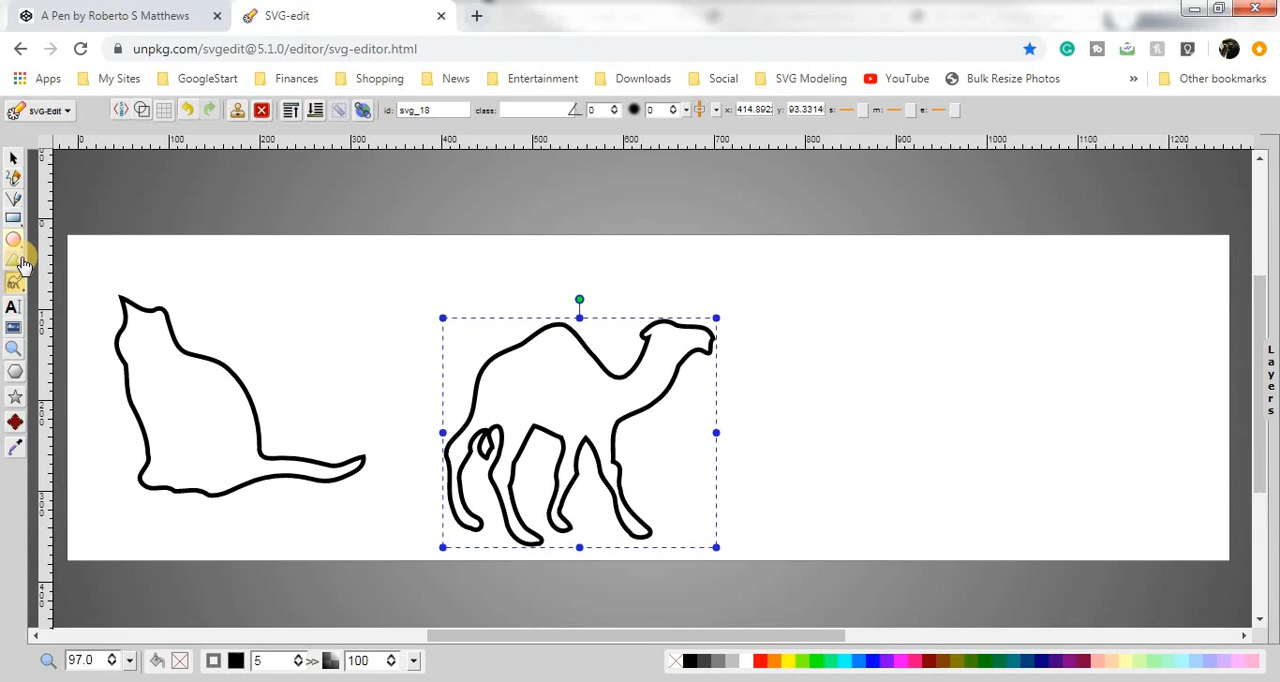 A Pen by Roberto S Matthews × SVG-edit × +
unpkg.com/svgedit@5.1.0/editor/svg-editor.html
Apps My Sites GoogleStart Finances Shopping News Entertainment Downloads Social SVG Modeling YouTube Bulk Resize Photos » Other bookmarks
SVG-Edit id: svg_18 class: 0 0 x: 414.892 y: 93.3314 s: m: e:
0 100 200 300 400 500 600 700 800 900 1000 1100 1200
Layers
97.0 5 >> 100